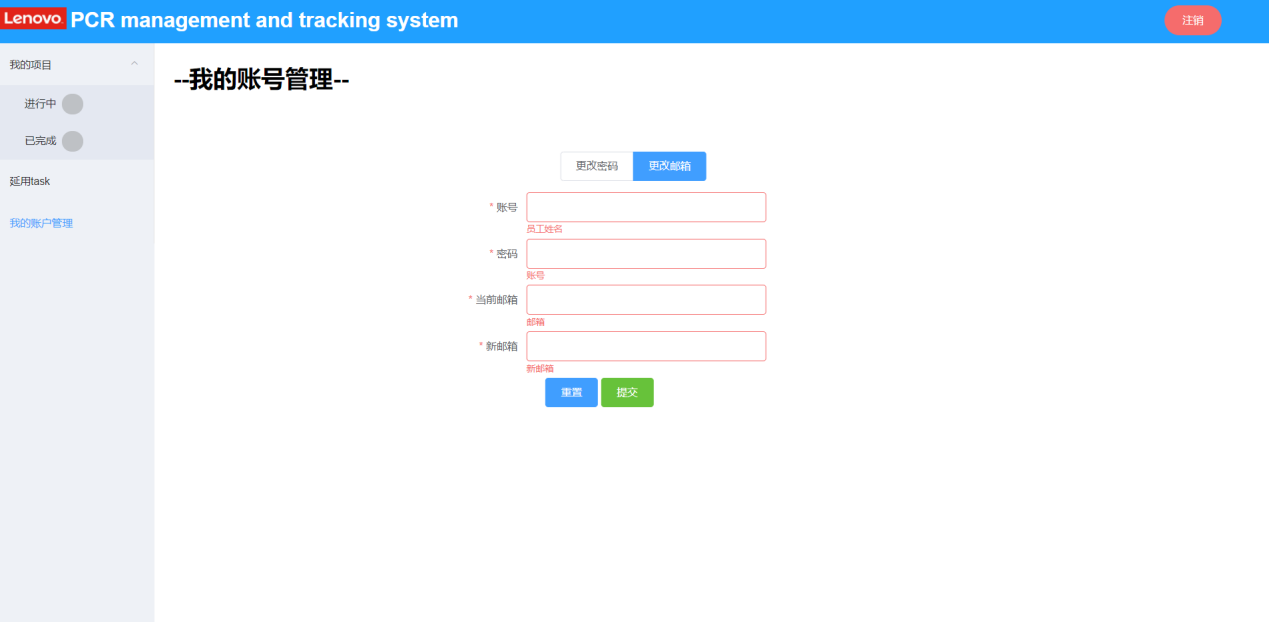 Lenovo PCR management and tracking system
注销
我的项目
进行中
已完成
延用task
我的账户管理
--我的账号管理--
更改密码 更改邮箱
* 账号
员工姓名
* 密码
账号
* 当前邮箱
邮箱
* 新邮箱
新邮箱
重置 提交